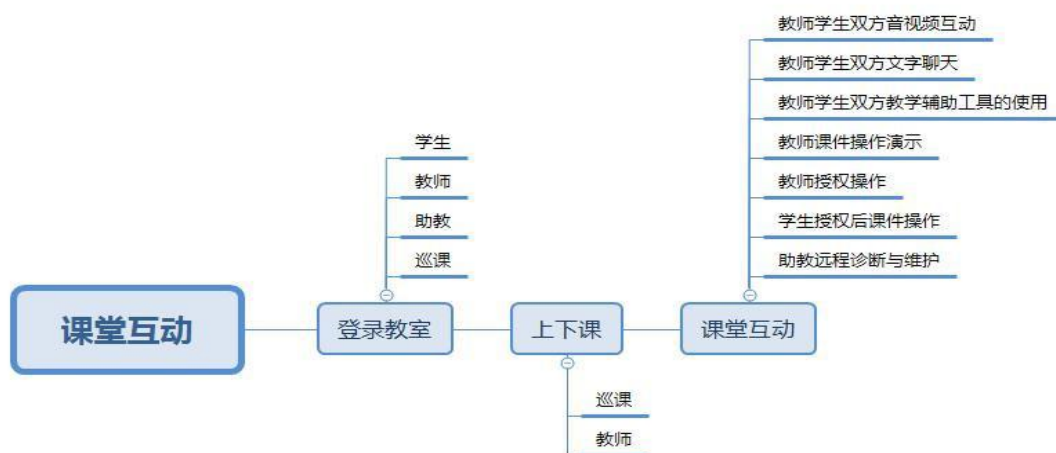 教师学生双方音视频互动
教师学生双方文字聊天
教师学生双方教学辅助工具的使用
教师课件操作演示
教师授权操作
学生授权后课件操作
助教远程诊断与维护
学生
教师
助教
巡课
课堂互动
登录教室
上下课
课堂互动
巡课
教师